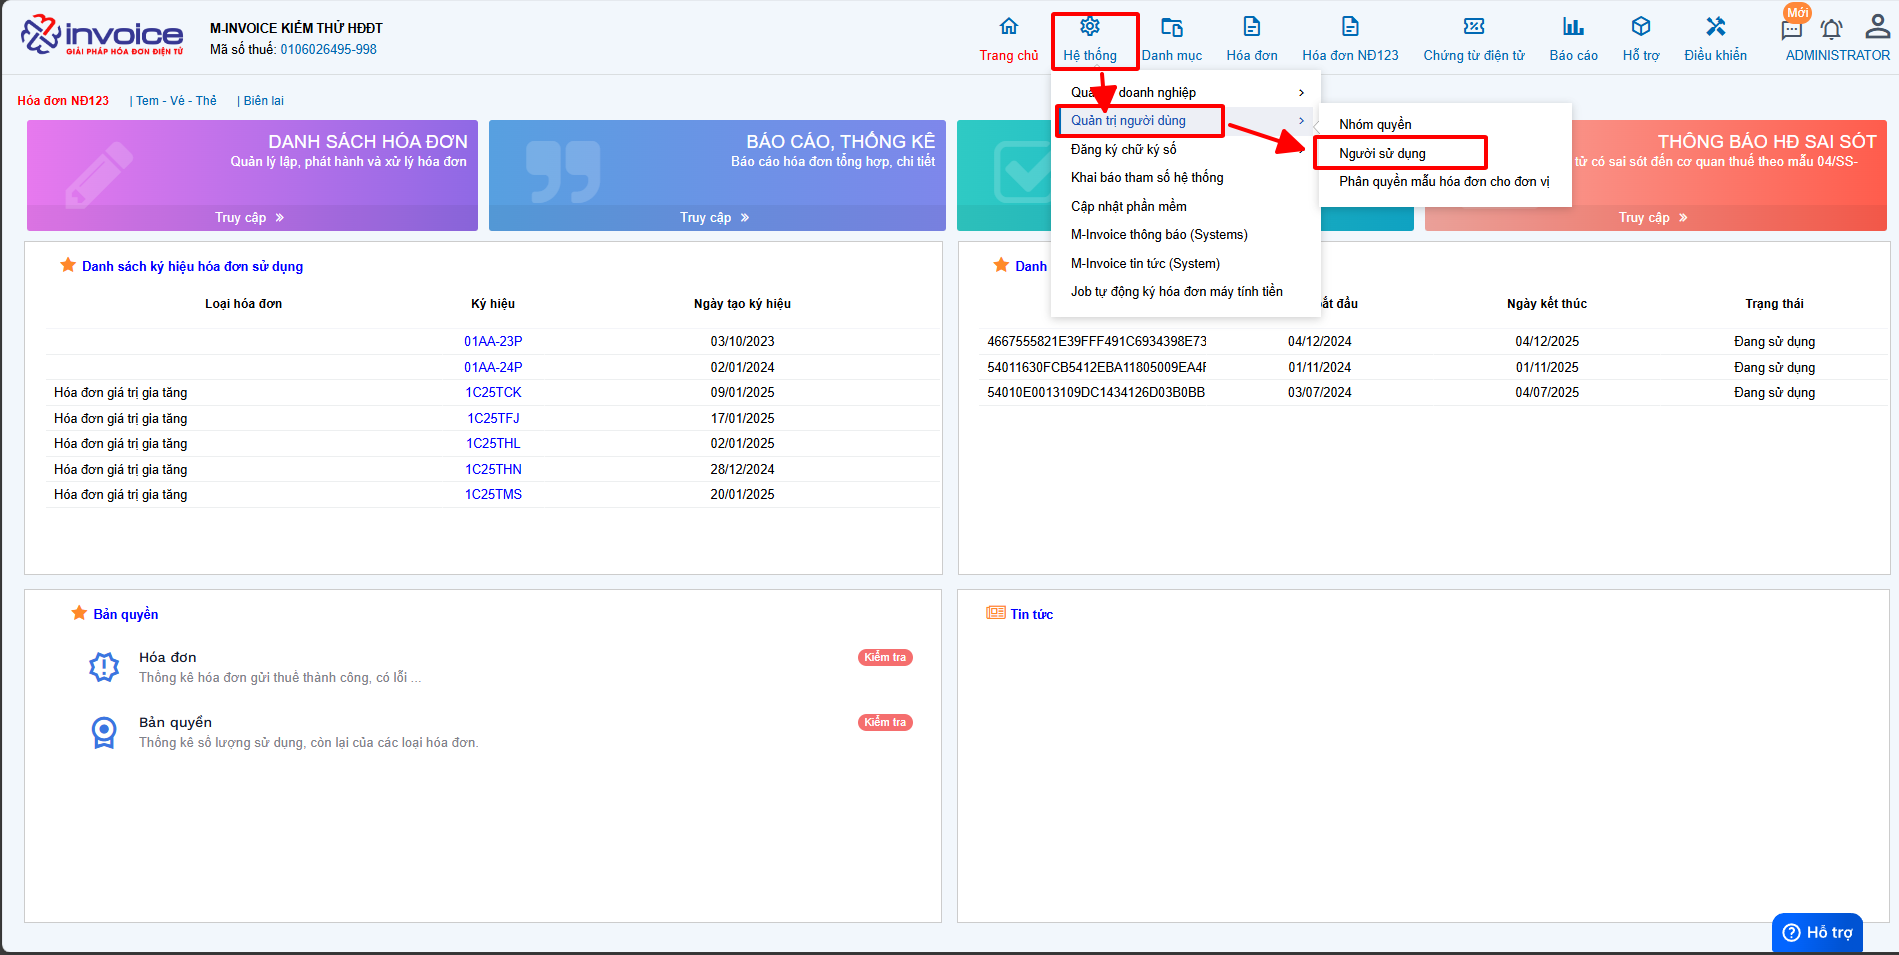 invoice
GIẢI PHÁP HÓA ĐƠN ĐIỆN TỬ
M-INVOICE KIỂM THỬ HĐĐT
Mã số thuế: 0106026495-998
Trang chủ
Hệ thống
Danh mục
Hóa đơn
Hóa đơn NĐ123
Chứng từ điện tử
Báo cáo
Hỗ trợ
Điều khiển
Mới
ADMINISTRATOR
Hóa đơn NĐ123 | Tem - Vé - Thẻ | Biên lai
doanh nghiệp
Quản trị người dùng
Đăng ký chữ ký số
Khai báo tham số hệ thống
Cập nhật phần mềm
M-Invoice thông báo (Systems)
M-Invoice tin tức (System)
Job tự động ký hóa đơn máy tính tiền
Nhóm quyền
Người sử dụng
Phân quyền mẫu hóa đơn cho đơn vị
DANH SÁCH HÓA ĐƠN
Quản lý lập, phát hành và xử lý hóa đơn
Truy cập »
BÁO CÁO, THỐNG KÊ
Báo cáo hóa đơn tổng hợp, chi tiết
Truy cập »
THÔNG BÁO HĐ SAI SÓT
tử có sai sót đến cơ quan thuế theo mẫu 04/SS-
Truy cập »
Danh sách ký hiệu hóa đơn sử dụng
Loại hóa đơn Ký hiệu Ngày tạo ký hiệu
01AA-23P 03/10/2023
01AA-24P 02/01/2024
Hóa đơn giá trị gia tăng 1C25TCK 09/01/2025
Hóa đơn giá trị gia tăng 1C25TFJ 17/01/2025
Hóa đơn giá trị gia tăng 1C25THL 02/01/2025
Hóa đơn giá trị gia tăng 1C25THN 28/12/2024
Hóa đơn giá trị gia tăng 1C25TMS 20/01/2025
Danh
đầu Ngày kết thúc Trạng thái
4667555821E39FFF491C6934398E73 04/12/2024 04/12/2025 Đang sử dụng
54011630FCB5412EBA11805009EA4F 01/11/2024 01/11/2025 Đang sử dụng
54010E0013109DC1434126D03B0BB 03/07/2024 04/07/2025 Đang sử dụng
Bản quyền
Hóa đơn
Thống kê hóa đơn gửi thuế thành công, có lỗi ...
Kiểm tra
Bản quyền
Thống kê số lượng sử dụng, còn lại của các loại hóa đơn.
Kiểm tra
Tin tức
Hỗ trợ